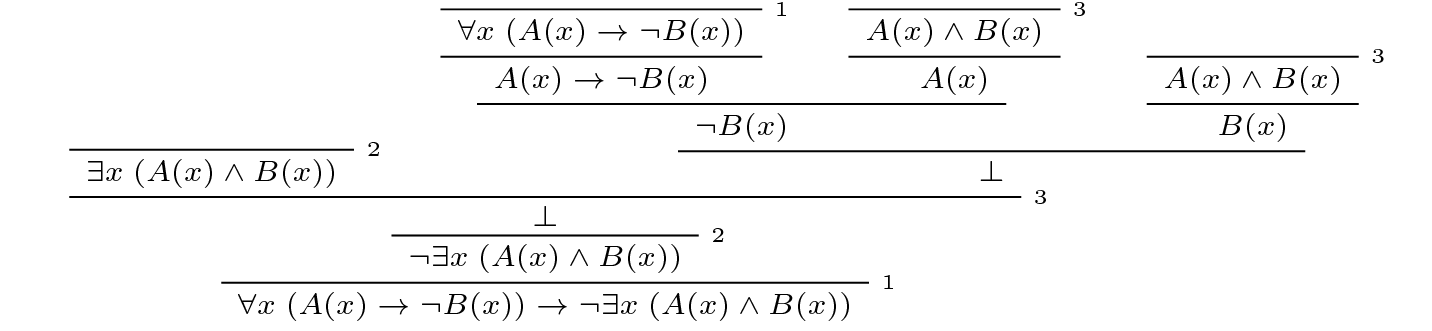 ∀x (A(x) → ¬B(x)) 1 A(x) ∧ B(x) 3
A(x) → ¬B(x) A(x) A(x) ∧ B(x) 3
¬B(x) B(x)
∃x (A(x) ∧ B(x)) 2 ⊥
⊥ 3
¬∃x (A(x) ∧ B(x)) 2
∀x (A(x) → ¬B(x)) → ¬∃x (A(x) ∧ B(x)) 1